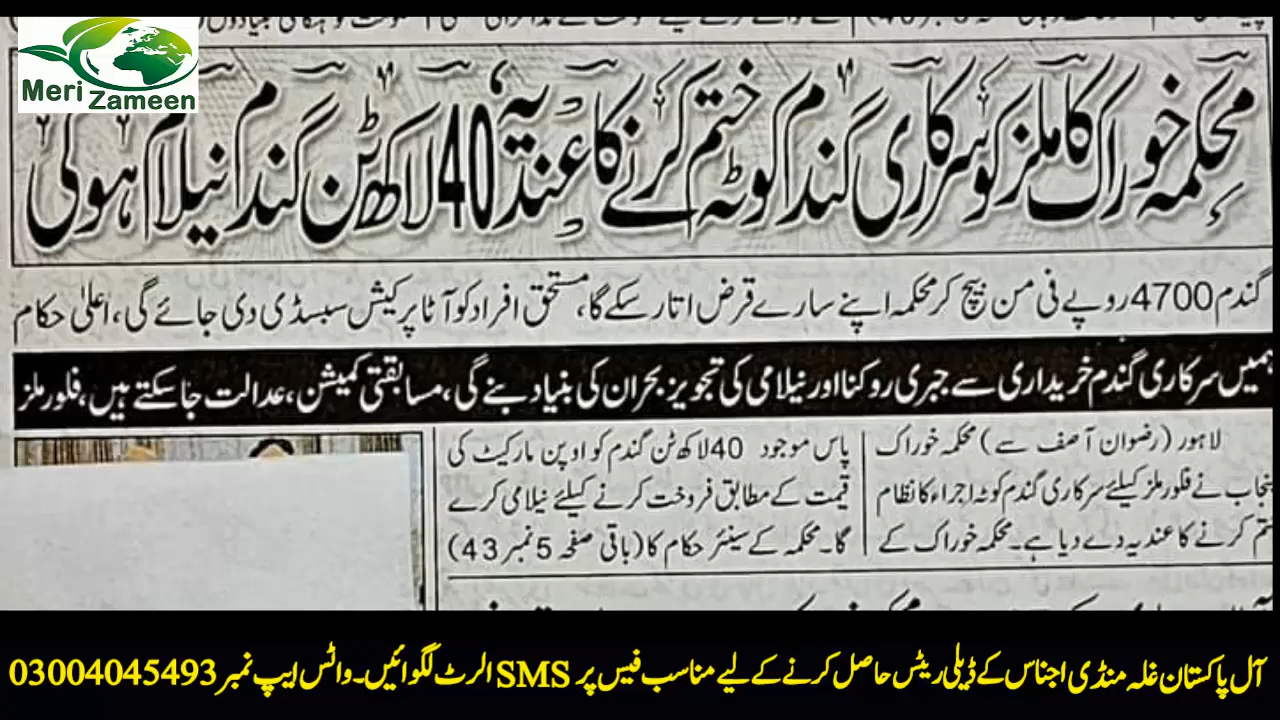 Meri
Zameen
محکمہ خوراک کا ملز کو سرکاری گندم کوٹہ ختم کرنے کا عندیہ، 40 لاکھ ٹن گندم نیلام ہوگی
گندم 4700 روپے فی من بیچ کر محکمہ اپنے سارے قرض اتار سکے گا، مستحق افراد کو آٹا پر کیش سبسڈی دی جائے گی، اعلیٰ حکام
ہمیں سرکاری گندم خریداری سے جبری روکنا اور نیلامی کی تجویز بحران کی بنیاد بنے گی، مسابقتی کمیشن، عدالت جا سکتے ہیں، فلور ملز
لاہور (رضوان آصف سے) محکمہ خوراک
پنجاب نے فلور ملز کیلئے سرکاری گندم کوٹہ اجراء کا نظام
ختم کرنے کا عندیہ دے دیا ہے۔ محکمہ خوراک کے
پاس موجود 40 لاکھ ٹن گندم کو اوپن مارکیٹ کی
قیمت کے مطابق فروخت کرنے کیلئے نیلامی کرے
گا۔ محکمہ کے سینئر حکام کا (باقی صفحہ 5 نمبر 43)
آل پاکستان غلہ منڈی اجناس کے ڈیلی ریٹس حاصل کرنے کے لیے مناسب فیس پر SMS الرٹ لگوائیں۔ واٹس ایپ نمبر 03004045493